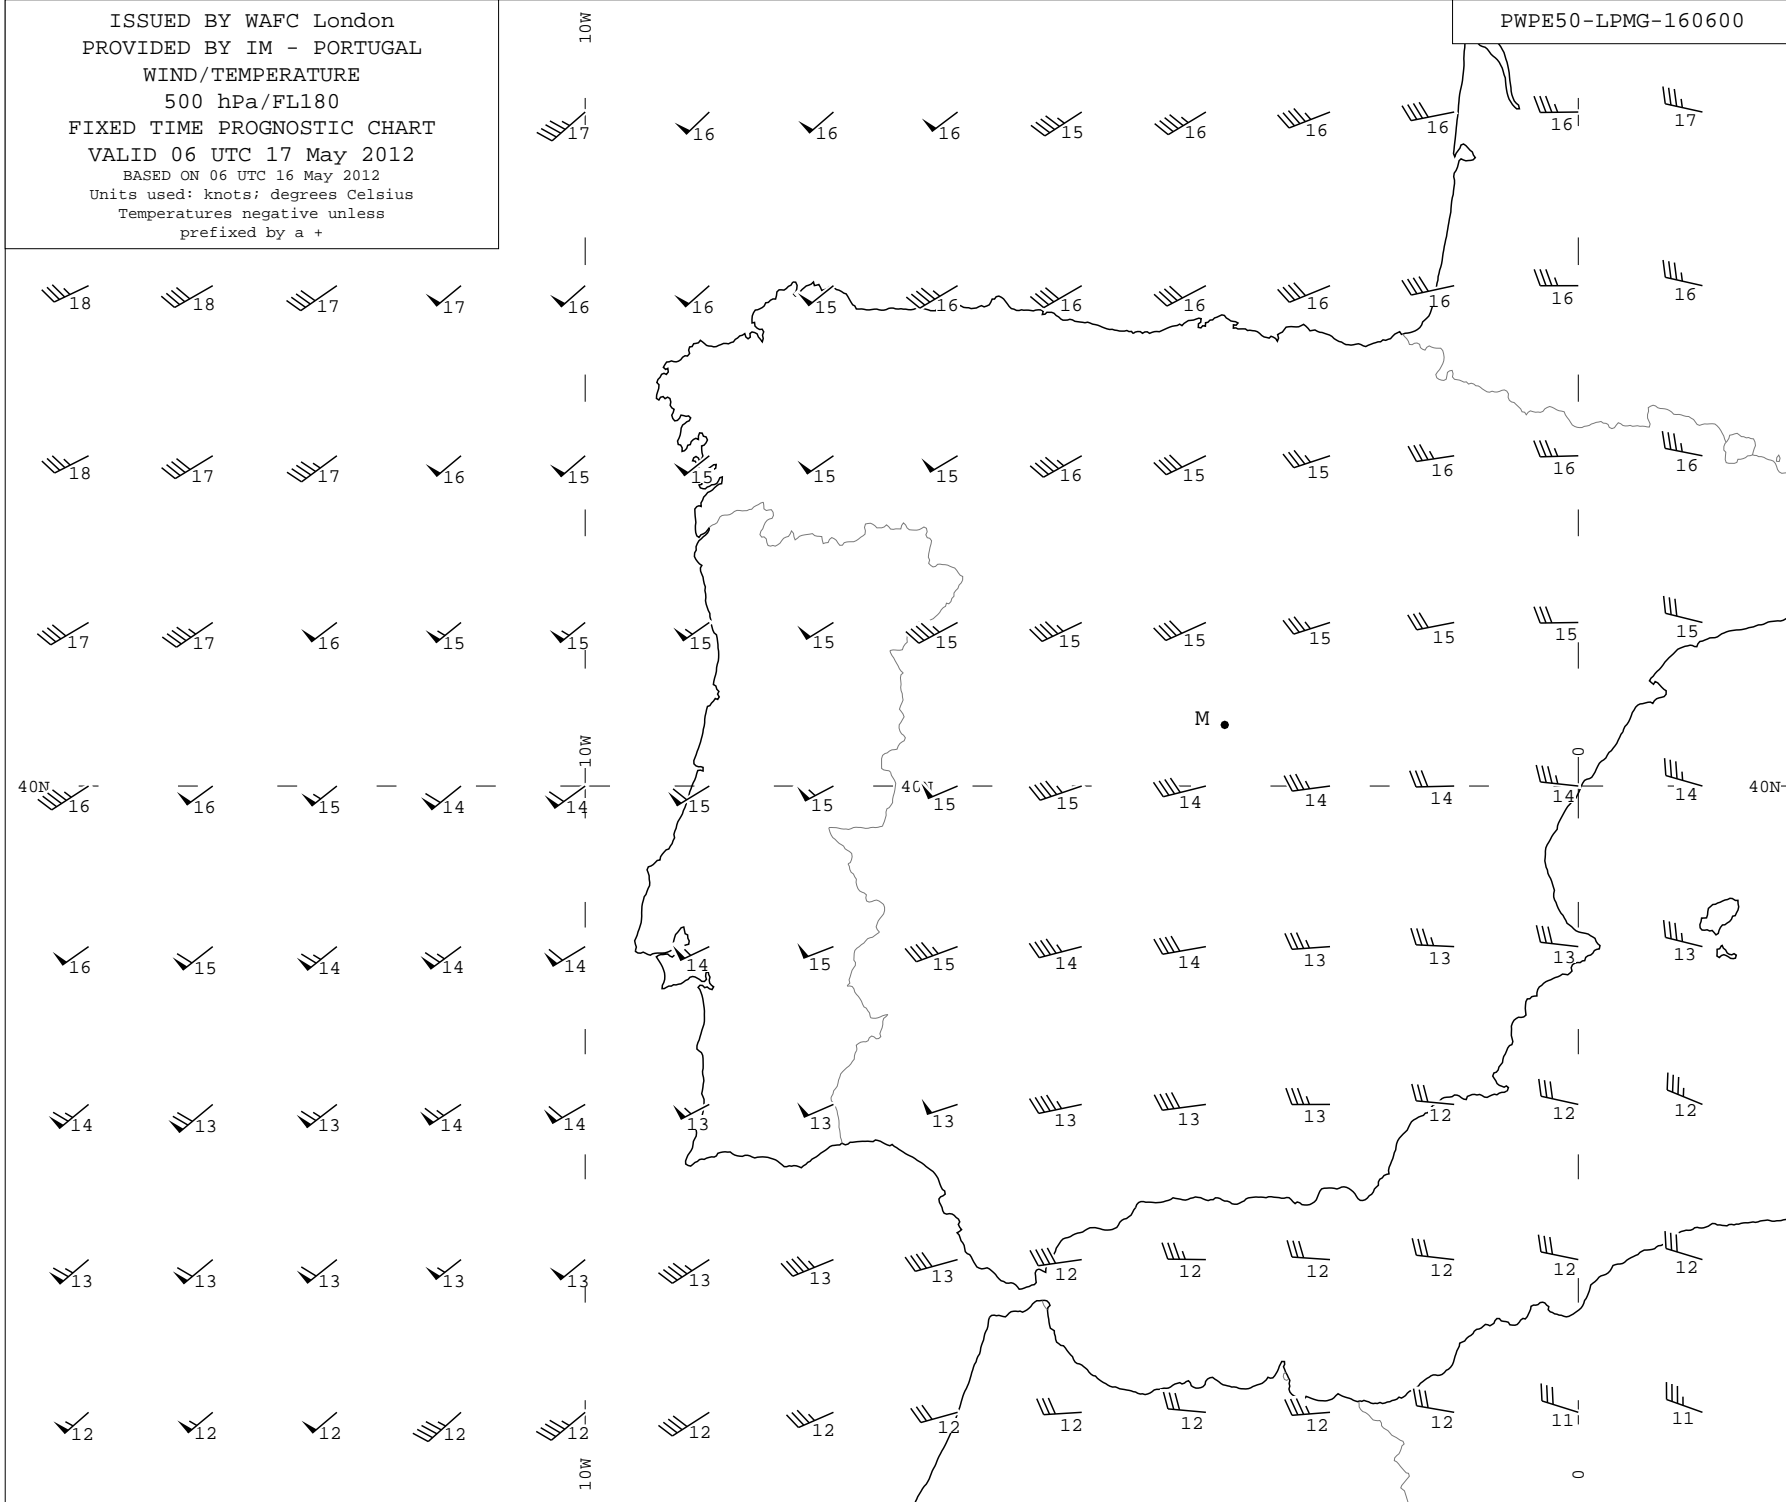 ISSUED BY WAFC London
PROVIDED BY IM - PORTUGAL
WIND/TEMPERATURE
500 hPa/FL180
FIXED TIME PROGNOSTIC CHART
VALID 06 UTC 17 May 2012
BASED ON 06 UTC 16 May 2012
Units used: knots; degrees Celsius
Temperatures negative unless
prefixed by a +
10W
PWPE50-LPMG-160600
17 16 16 16 15 16 16 16 16 17
18 18 17 17 16 16 15 16 16 16 16 16 16 16
18 17 17 16 15 15 15 15 16 15 15 16 16 16
17 17 16 15 15 15 15 15 15 15 15 15 15 15
M
10W 0
40N 16 16 15 14 14 15 15 40N 15 15 14 14 14 14 14 40N
16 15 14 14 14 14 15 15 14 14 13 13 13 13
14 13 13 14 14 13 13 13 13 13 13 12 12 12
13 13 13 13 13 13 13 13 12 12 12 12 12 12
12 12 12 12 12 12 12 12 12 12 12 12 11 11
10W 0